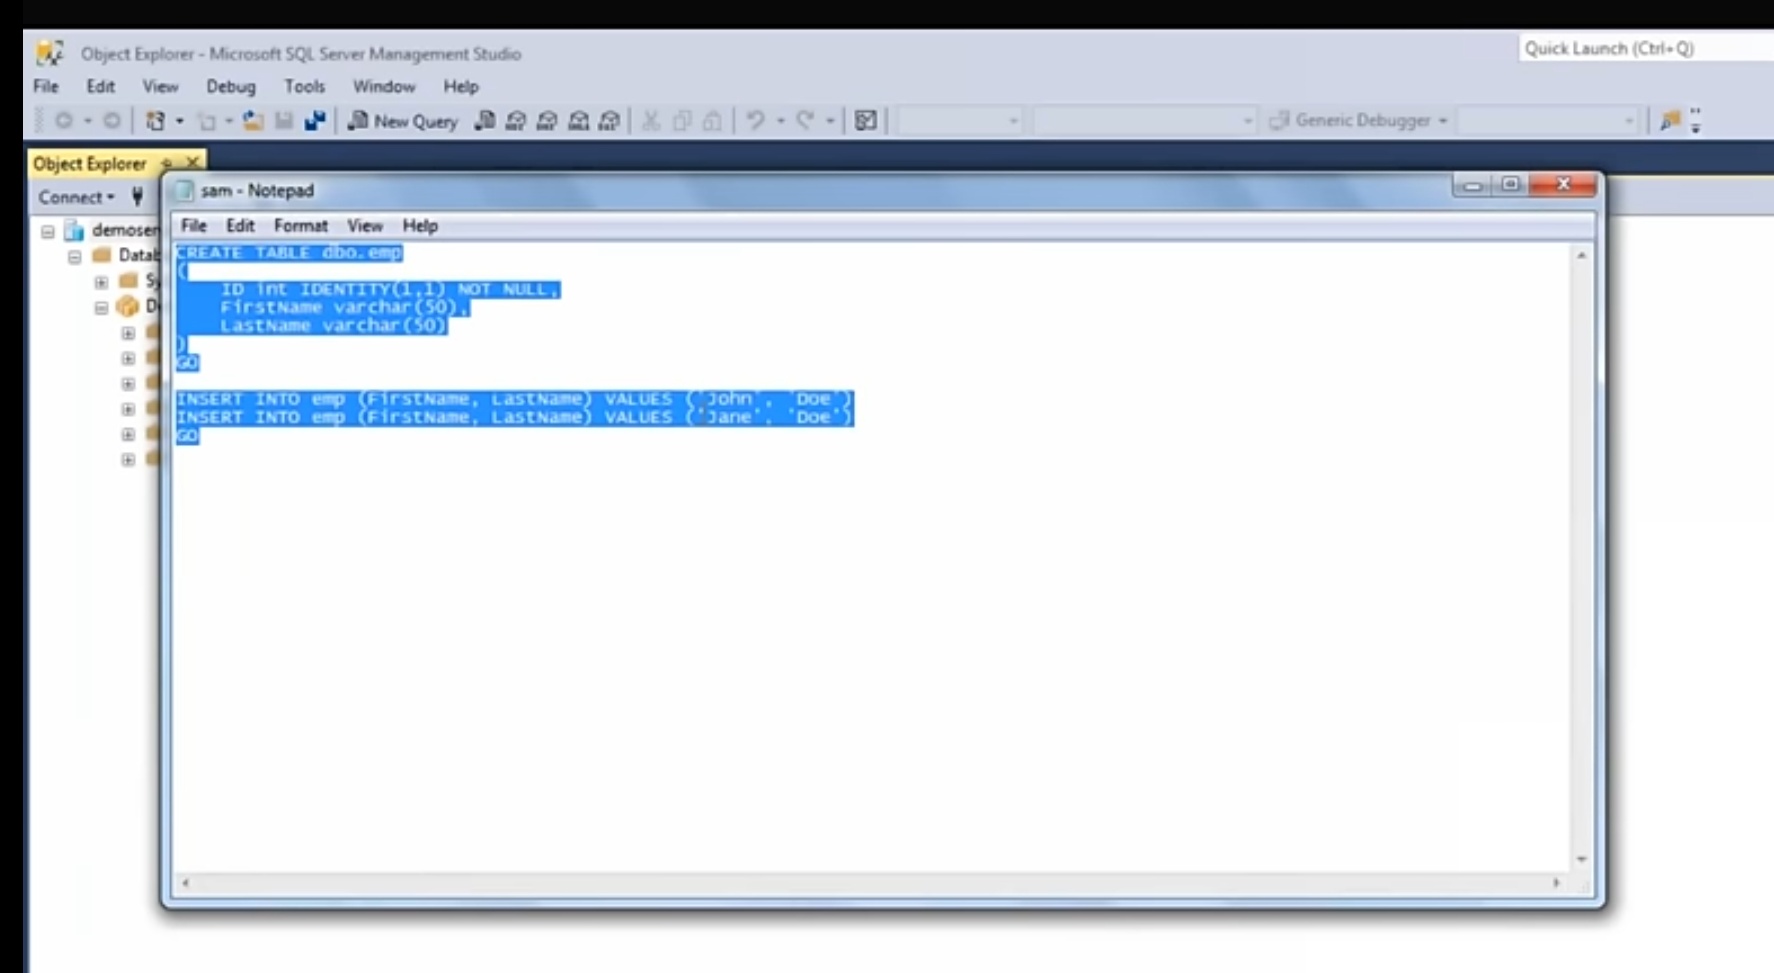 Object Explorer - Microsoft SQL Server Management Studio
Quick Launch (Ctrl+Q)
File Edit View Debug Tools Window Help
New Query
Generic Debugger
Object Explorer
Connect
sam - Notepad
File Edit Format View Help
demoser
Datab
Sy
D
CREATE TABLE dbo.emp
(
ID int IDENTITY(1,1) NOT NULL,
FirstName varchar(50),
LastName varchar(50)
)
GO
INSERT INTO emp (FirstName, LastName) VALUES ('John', 'Doe')
INSERT INTO emp (FirstName, LastName) VALUES ('Jane', 'Doe')
GO